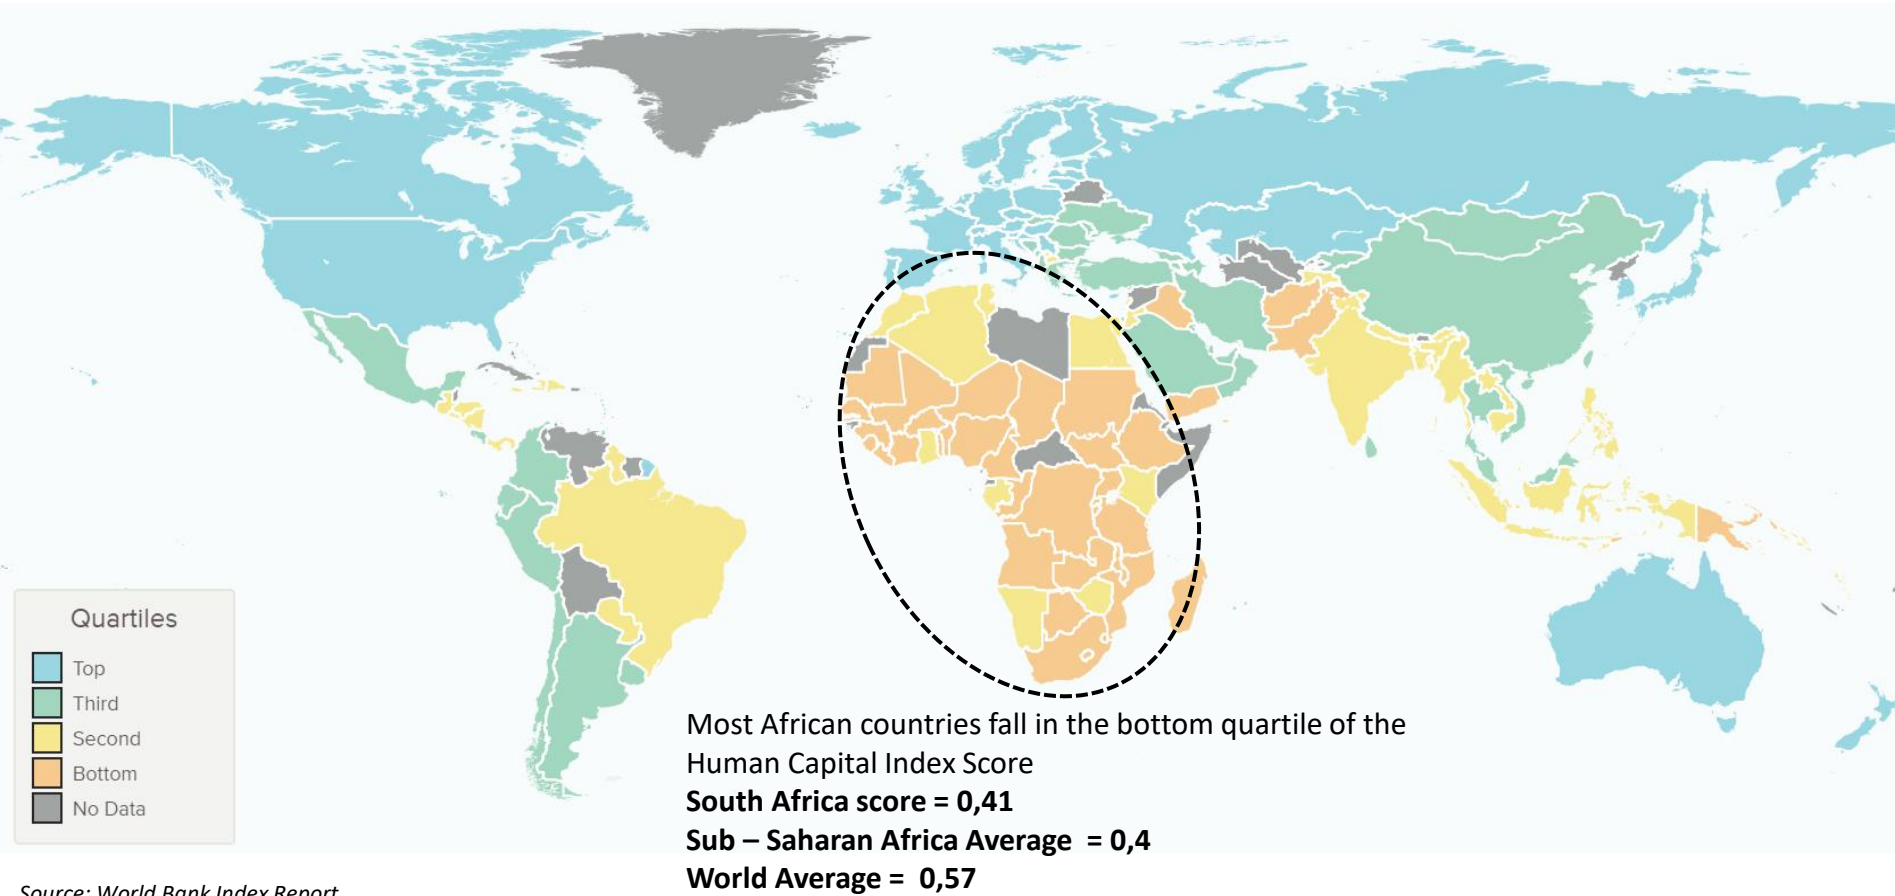 Quartiles
Top
Third
Second
Bottom
No Data
Most African countries fall in the bottom quartile of the
Human Capital Index Score
South Africa score = 0,41
Sub – Saharan Africa Average = 0,4
World Average = 0,57
Source: World Bank Index Report